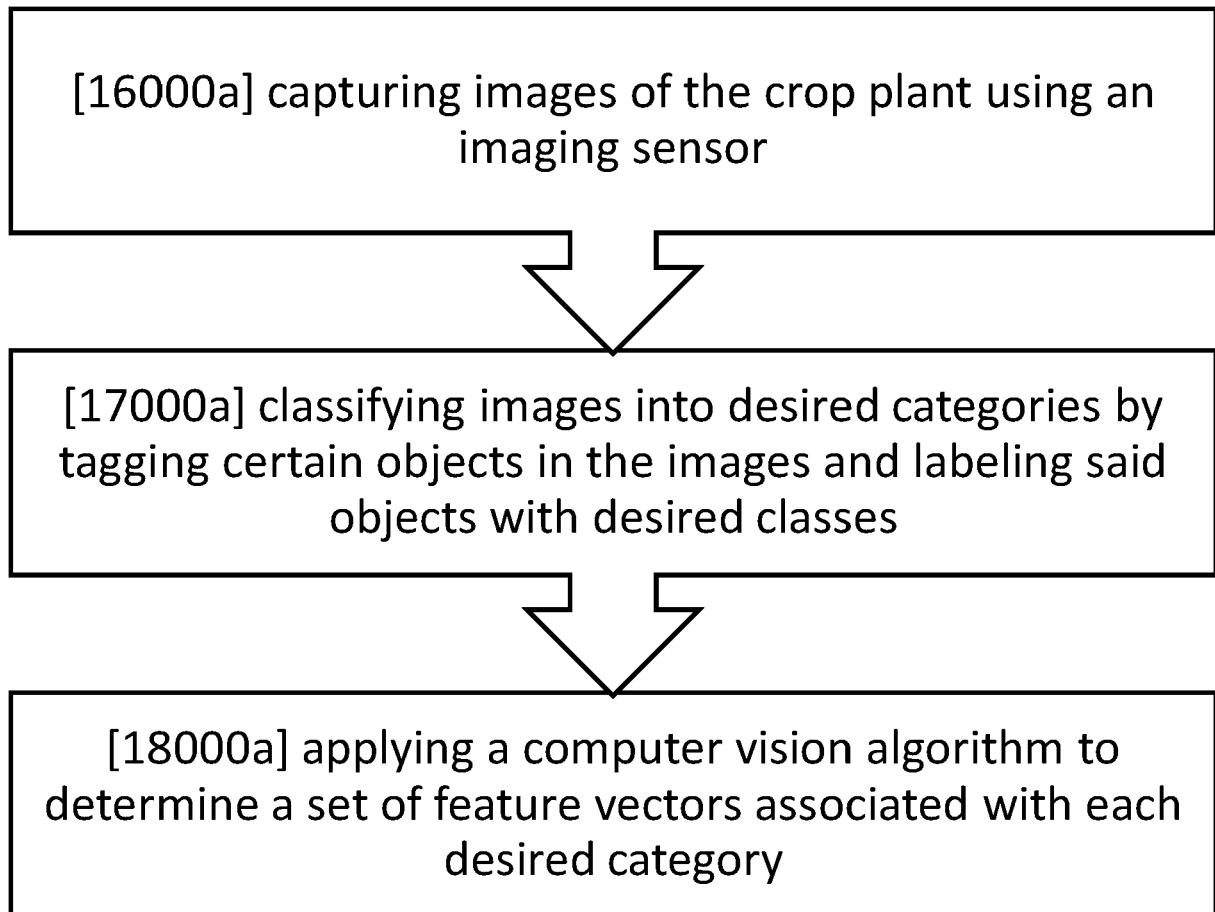 [16000a] capturing images of the crop plant using an
imaging sensor
[17000a] classifying images into desired categories by
tagging certain objects in the images and labeling said
objects with desired classes
[18000a] applying a computer vision algorithm to
determine a set of feature vectors associated with each
desired category